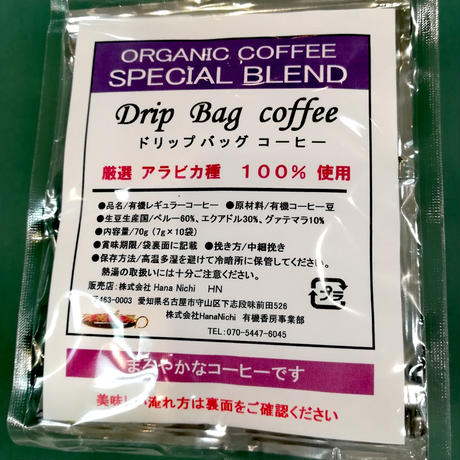 ORGANIC COFFEE
SPECIAL BLEND
Drip Bag coffee
ドリップバッグ コーヒー
厳選 アラビカ種 100% 使用
●品名/有機レギュラーコーヒー ●原材料/有機コーヒー豆
●生豆生産国/ペルー60%、エクアドル30%、グァテマラ10%
●内容量/70g (7g×10袋)
●賞味期限/袋裏面に記載 ●挽き方/中細挽き
●保存方法/高温多湿を避けて冷暗所に保管してください。
熱湯の取扱いには十分ご注意ください。
販売店:株式会社 Hana Nichi HN
〒463-0003 愛知県名古屋市守山区下志段味前田526
株式会社HanaNichi 有機香房事業部
TEL:070-5447-6045
プラ
まろやかなコーヒーです
美味しい淹れ方は裏面をご確認ください